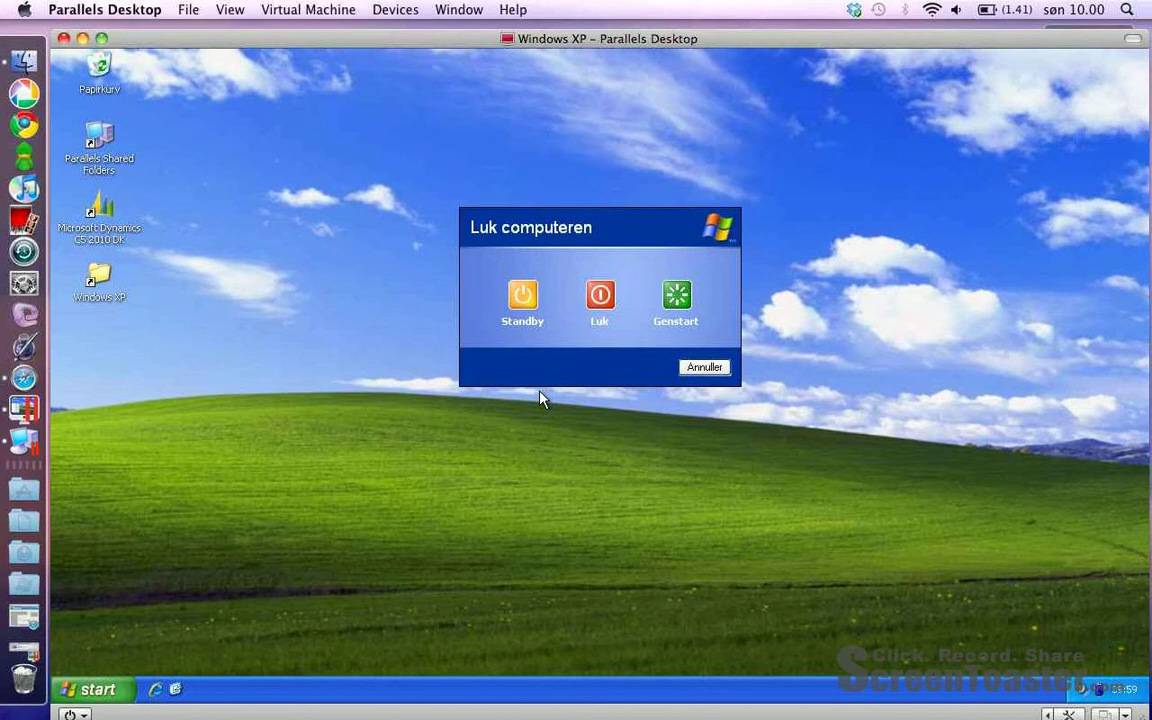 Parallels Desktop File View Virtual Machine Devices Window Help (1.41) søn 10.00
Windows XP – Parallels Desktop
Papirkurv
Parallels Shared
Folders
Microsoft Dynamics
C5 2010 DK
Windows XP
Luk computeren
Standby Luk Genstart
Annuller
Click. Record. Share
ScreenToaster
start